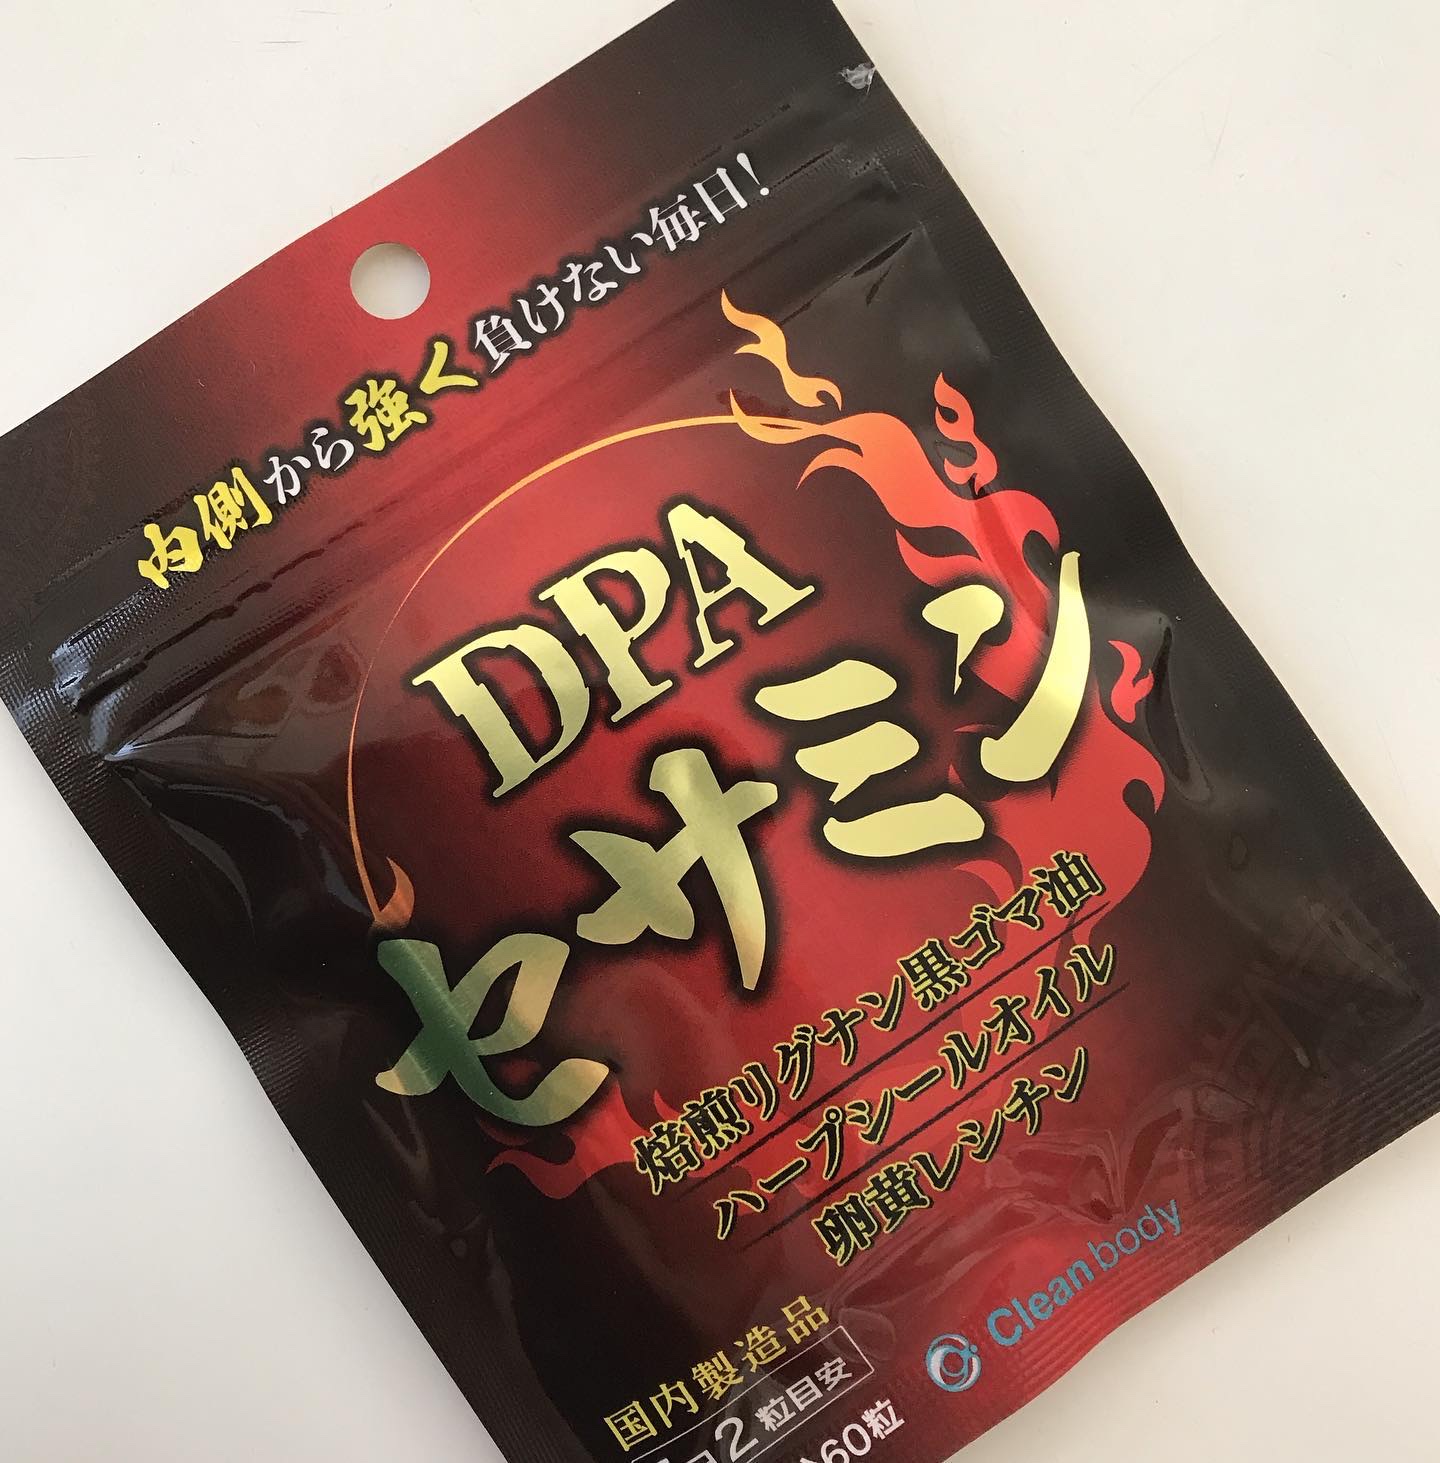 内側から強く負けない毎日!
DPA
セサミン
焙煎リグナン黒ゴマ油
ハープシールオイル
卵黄レシチン
Cleanbody
国内製造品
2粒目安
60粒